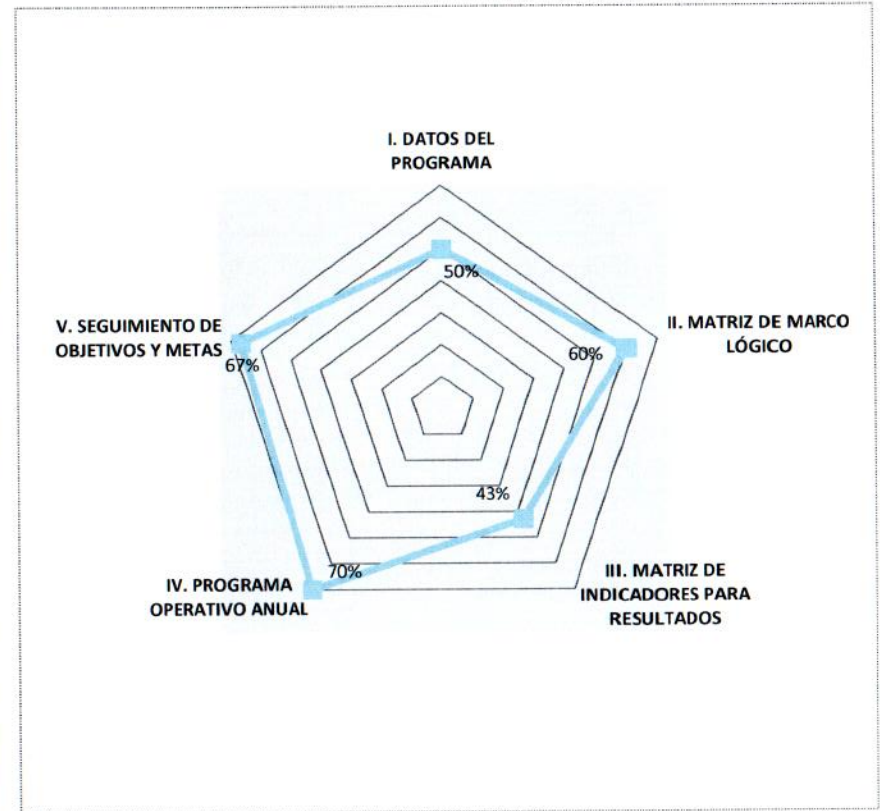 I. DATOS DEL
PROGRAMA
50%
II. MATRIZ DE MARCO
LÓGICO
60%
V. SEGUIMIENTO DE
OBJETIVOS Y METAS
67%
43%
III. MATRIZ DE
INDICADORES PARA
RESULTADOS
70%
IV. PROGRAMA
OPERATIVO ANUAL